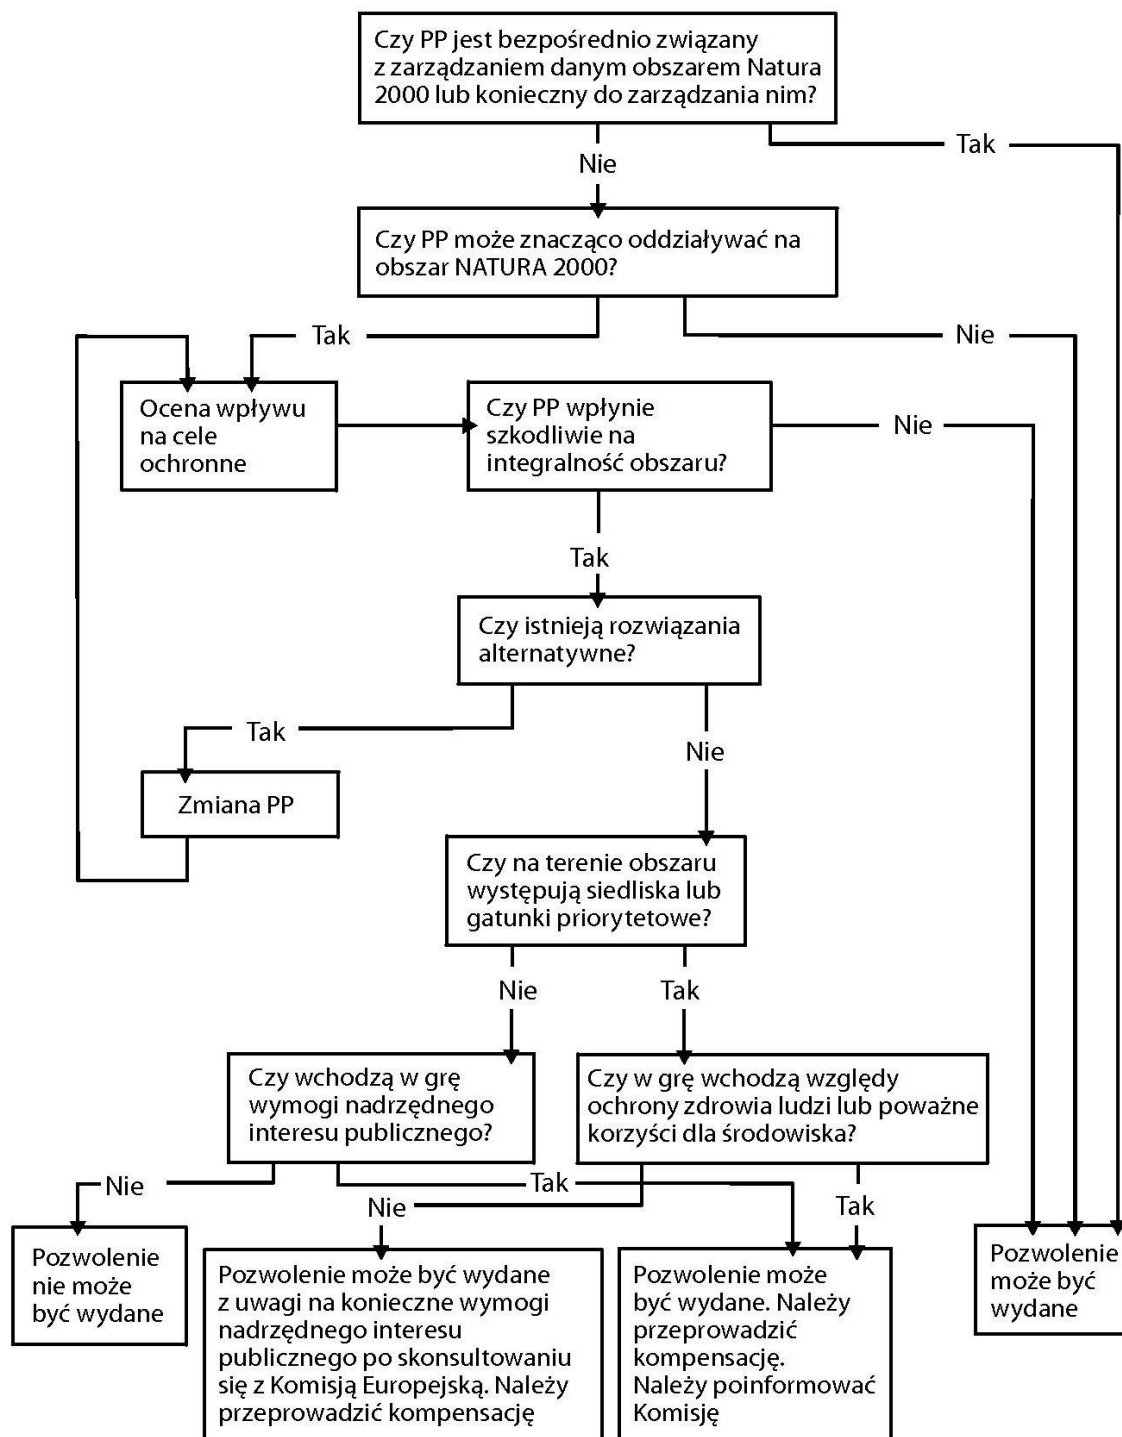 Czy PP jest bezpośrednio związany
z zarządzaniem danym obszarem Natura
2000 lub konieczny do zarządzania nim?
Tak
Nie
Czy PP może znacząco oddziaływać na
obszar NATURA 2000?
Tak
Nie
Ocena wpływu
na cele
ochronne
Czy PP wpłynie
szkodliwie na
integralność obszaru?
Nie
Tak
Czy istnieją rozwiązania
alternatywne?
Tak
Nie
Zmiana PP
Czy na terenie obszaru
występują siedliska lub
gatunki priorytetowe?
Nie
Tak
Czy wchodzą w grę
wymogi nadrzędnego
interesu publicznego?
Czy w grę wchodzą względy
ochrony zdrowia ludzi lub poważne
korzyści dla środowiska?
Nie
Tak
Nie
Tak
Pozwolenie
nie może
być wydane
Pozwolenie może być wydane
z uwagi na konieczne wymogi
nadrzędnego interesu
publicznego po skonsultowaniu
się z Komisją Europejską. Należy
przeprowadzić kompensację
Pozwolenie może
być wydane. Należy
przeprowadzić
kompensację.
Należy poinformować
Komisję
Pozwolenie
może być
wydane